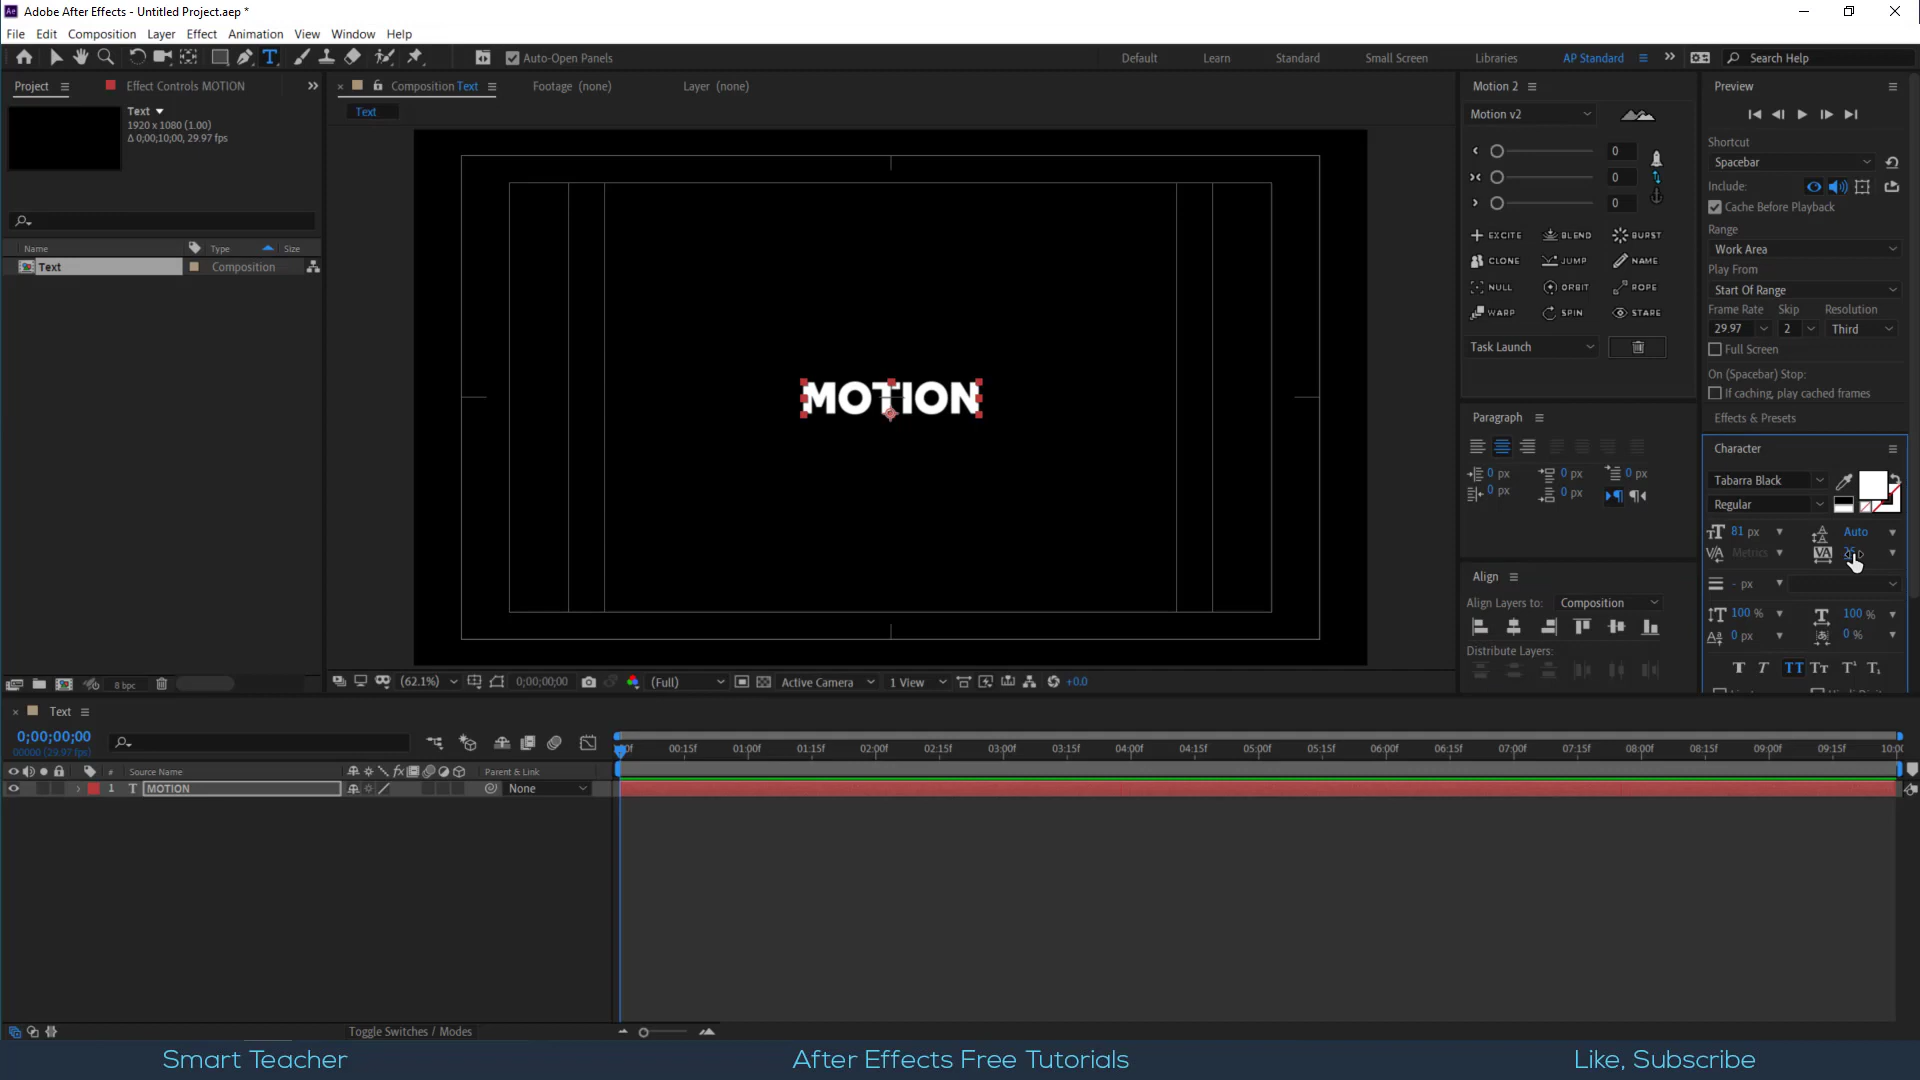 Adobe After Effects - Untitled Project.aep *
File Edit Composition Layer Effect Animation View Window Help
Auto-Open Panels
Default Learn Standard Small Screen Libraries AP Standard Search Help
Project Effect Controls MOTION
Composition Text Footage (none) Layer (none)
Text
Text
1920 x 1080 (1.00)
Δ 0;00;10;00, 29.97 fps
Name Type Size
Text Composition
8 bpc
MOTION
(62.1%) 0;00;00;00 (Full) Active Camera 1 View +0.0
Motion 2
Motion v2
0
0
0
EXCITE BLEND BURST
CLONE JUMP NAME
NULL ORBIT ROPE
WARP SPIN STARE
Task Launch
Paragraph
0 px 0 px 0 px
0 px 0 px
Align
Align Layers to: Composition
Distribute Layers:
Preview
Shortcut
Spacebar
Include:
Cache Before Playback
Range
Work Area
Play From
Start Of Range
Frame Rate Skip Resolution
29.97 2 Third
Full Screen
On (Spacebar) Stop:
If caching, play cached frames
Effects & Presets
Character
Tabarra Black
Regular
81 px Auto
Metrics
- px
100 % 100 %
0 px 0 %
Text
0;00;00;00
00000 (29.97 fps)
00:15f 01:00f 01:15f 02:00f 02:15f 03:00f 03:15f 04:00f 04:15f 05:00f 05:15f 06:00f 06:15f 07:00f 07:15f 08:00f 08:15f 09:00f 09:15f 10:00
# Source Name Parent & Link
1 T MOTION None
Toggle Switches / Modes
Smart Teacher After Effects Free Tutorials Like, Subscribe